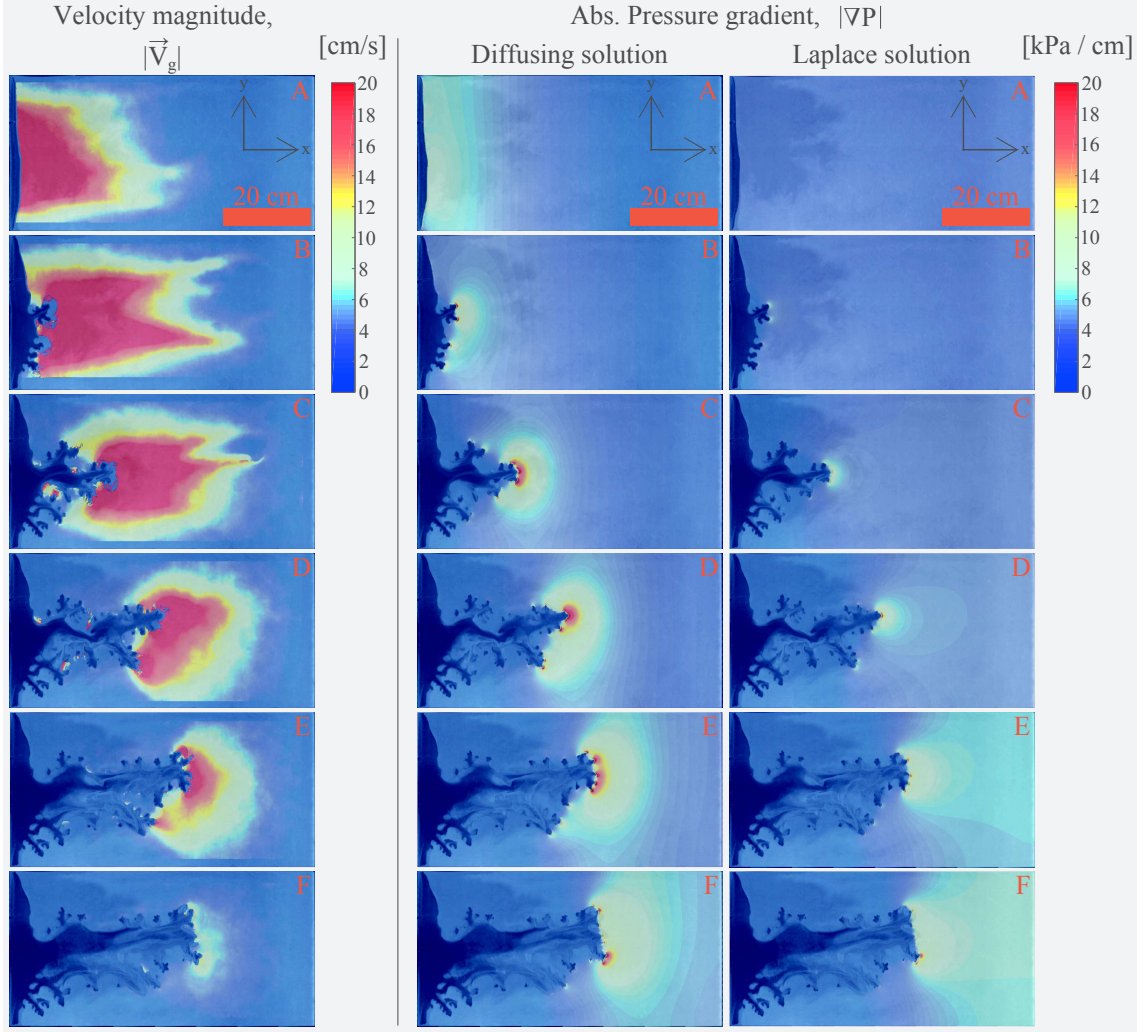 Velocity magnitude,
|V⃗g|
[cm/s]
Abs. Pressure gradient, |∇P|
Diffusing solution
Laplace solution
[kPa / cm]
A
y
x
20 cm
20
18
16
14
12
10
8
6
4
2
0
A
y
x
20 cm
A
y
x
20 cm
20
18
16
14
12
10
8
6
4
2
0
B
B
B
C
C
C
D
D
D
E
E
E
F
F
F